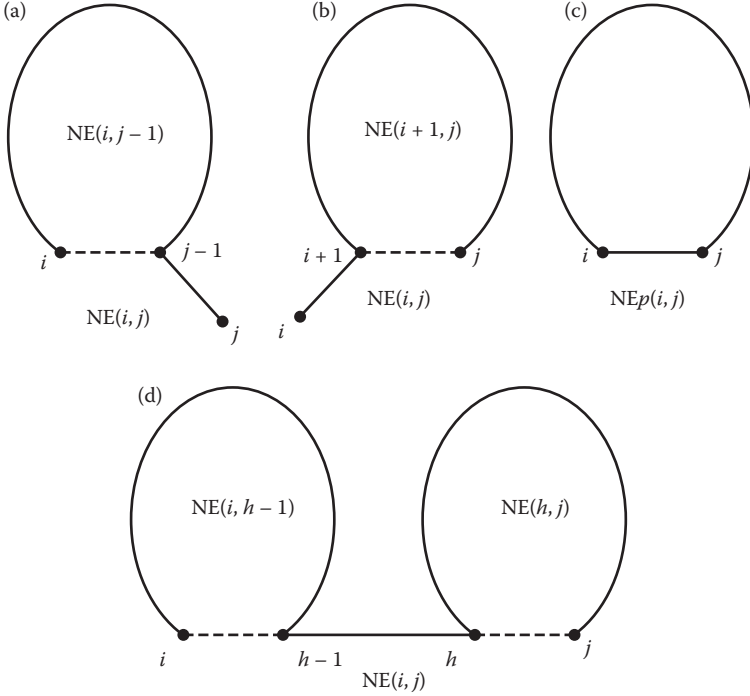 (a)
(b)
(c)
NE(i, j – 1)
NE(i + 1, j)
i
j – 1
i + 1
j
i
j
NE(i, j)
j
NE(i, j)
i
NEp(i, j)
(d)
NE(i, h – 1)
NE(h, j)
i
h – 1
h
j
NE(i, j)